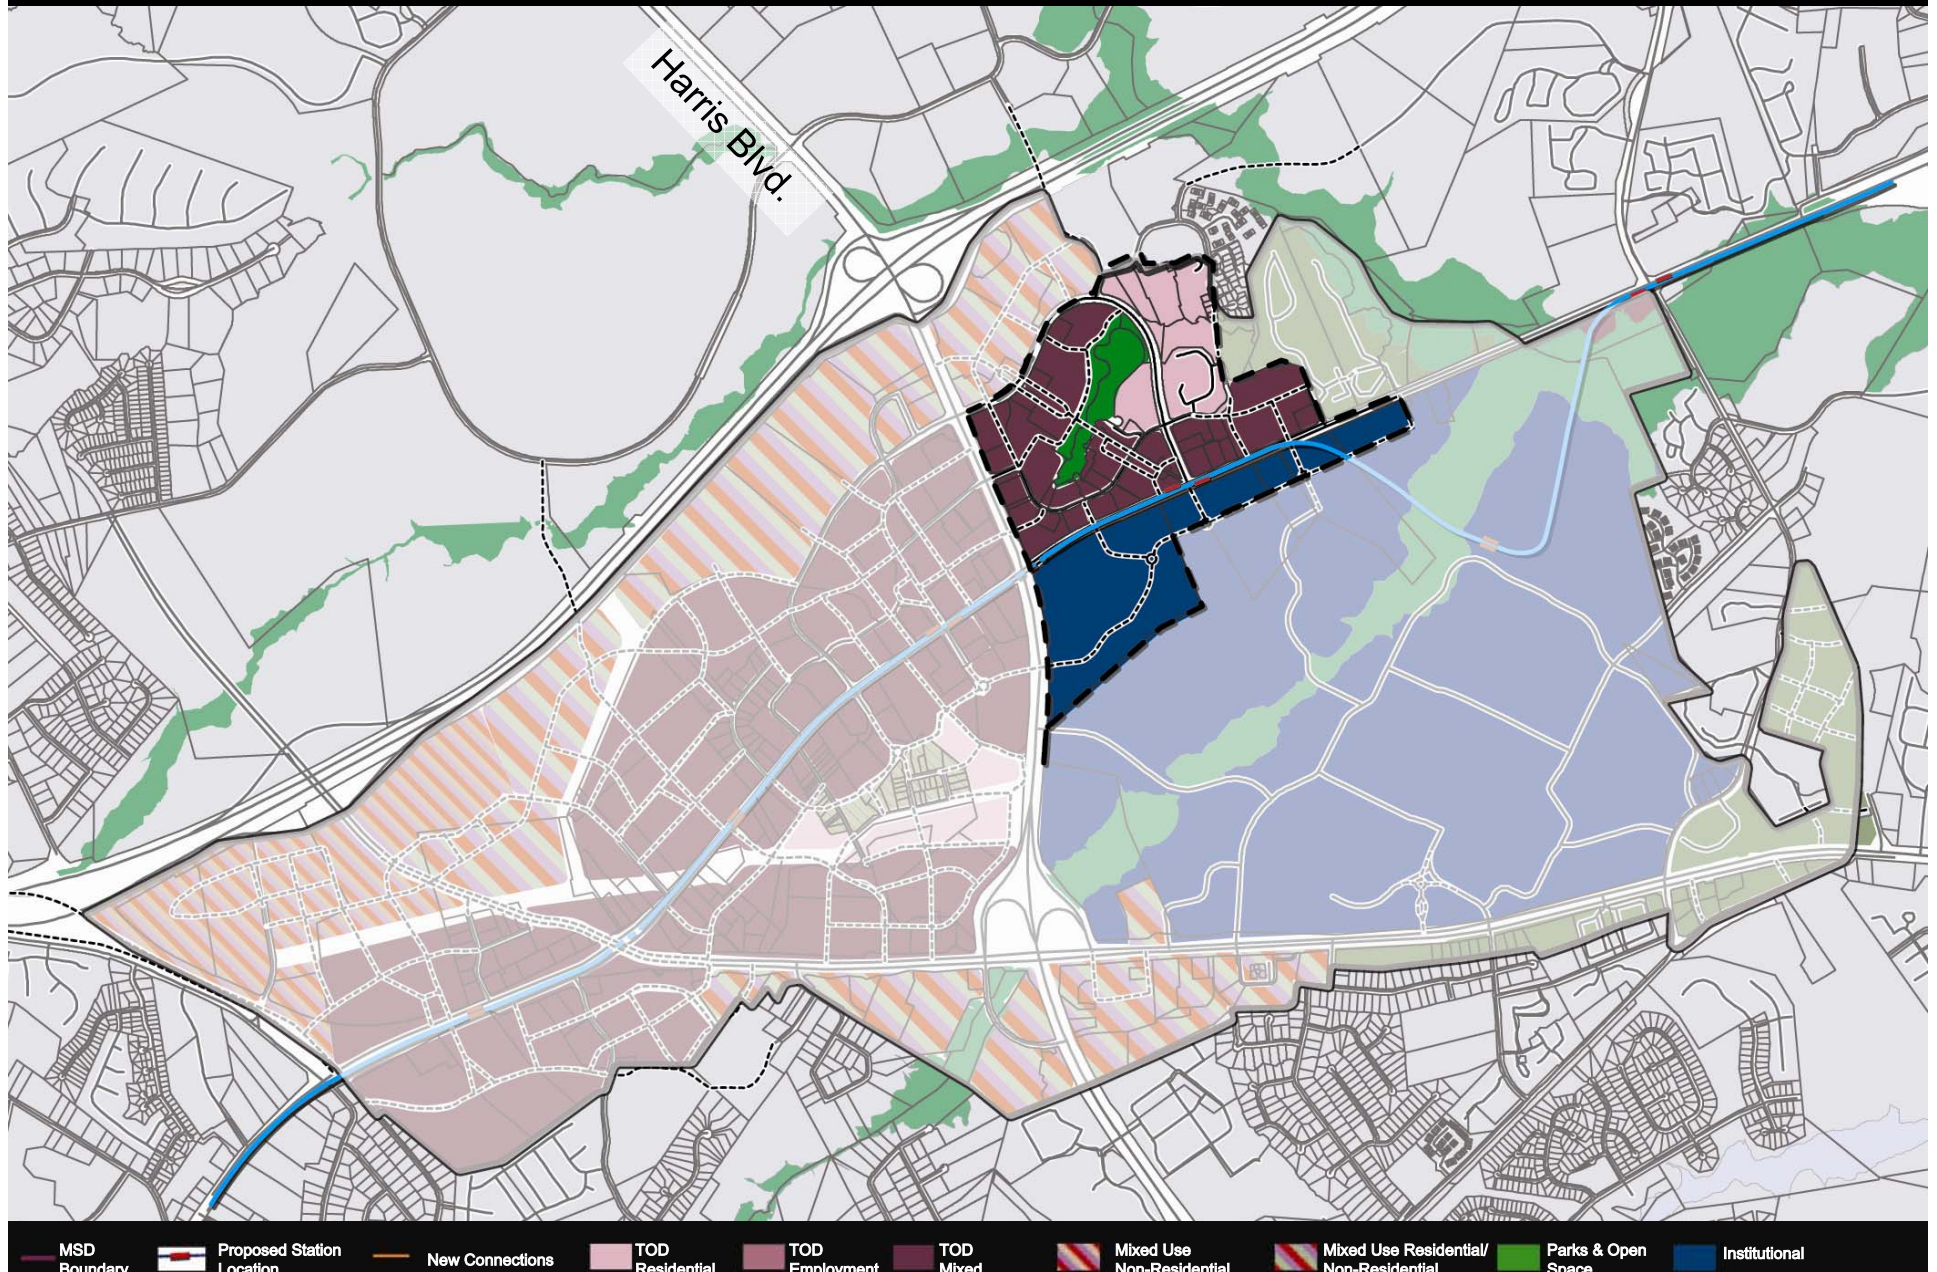 Harris Blvd.
MSD
Boundary
Proposed Station
Location
New Connections
TOD
Residential
TOD
Employment
TOD
Mixed
Mixed Use
Non-Residential
Mixed Use Residential/
Non-Residential
Parks & Open
Space
Institutional